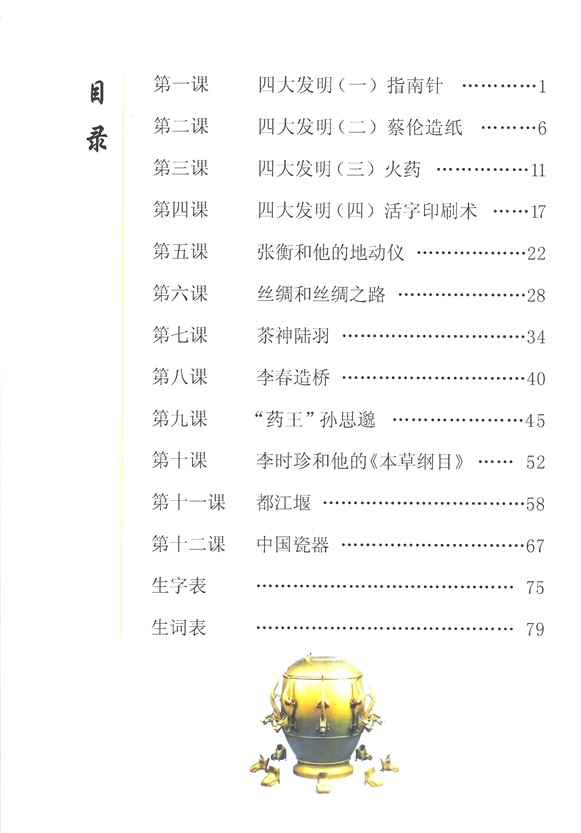 目录
第一课 四大发明(一)指南针 …………1
第二课 四大发明(二)蔡伦造纸 ………6
第三课 四大发明(三)火药 ……………11
第四课 四大发明(四)活字印刷术 ……17
第五课 张衡和他的地动仪 ………………22
第六课 丝绸和丝绸之路 …………………28
第七课 茶神陆羽 …………………………34
第八课 李春造桥 …………………………40
第九课 “药王”孙思邈 …………………45
第十课 李时珍和他的《本草纲目》 …… 52
第十一课 都江堰 ……………………………58
第十二课 中国瓷器 …………………………67
生字表 …………………………………… 75
生词表 …………………………………… 79